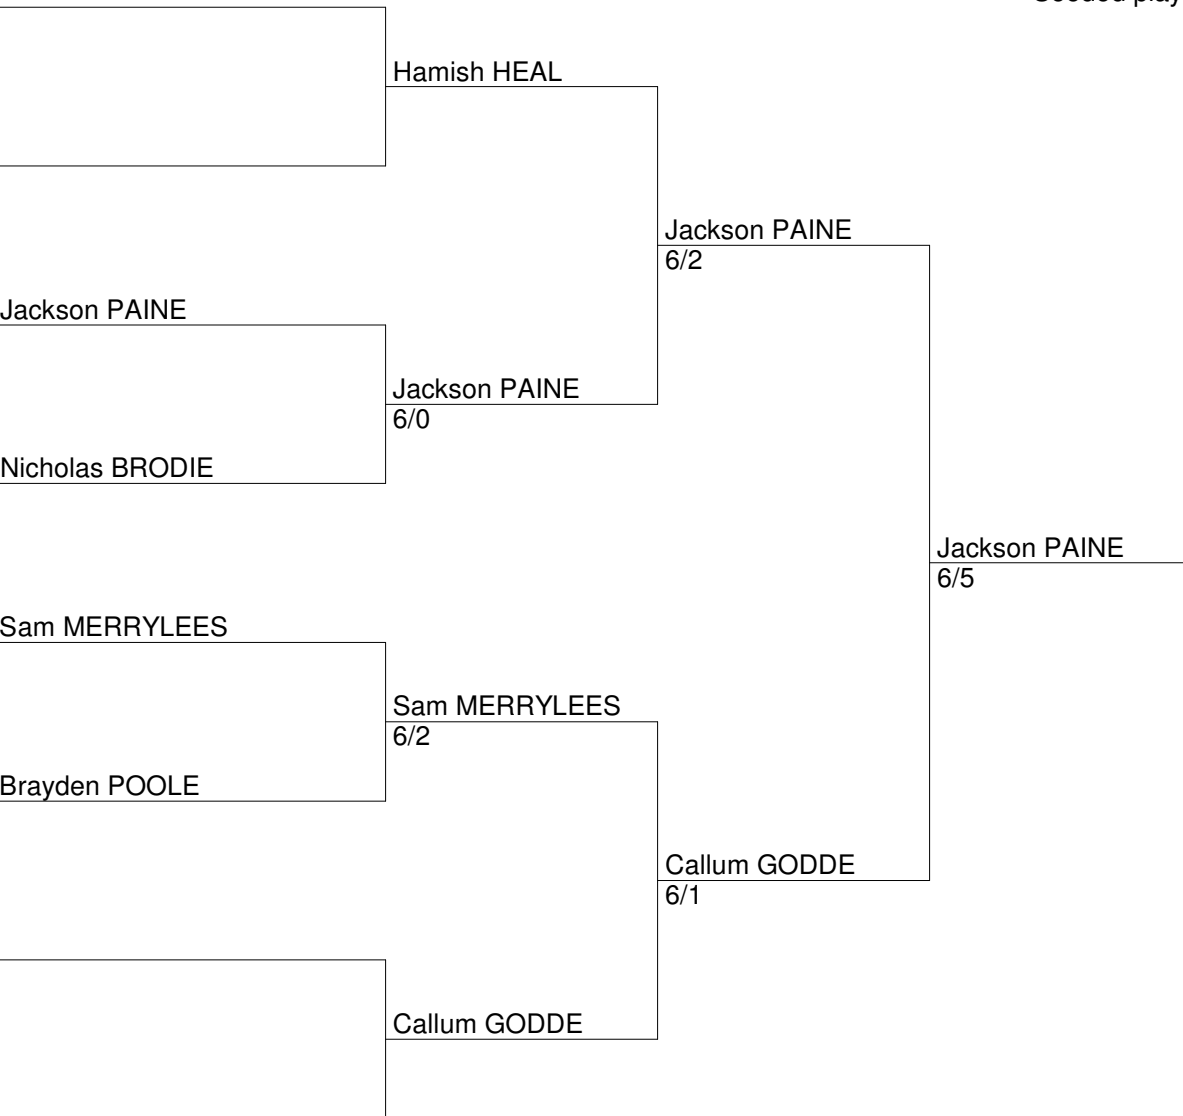 Hamish HEAL
Jackson PAINE
6/2
Jackson PAINE
Jackson PAINE
6/0
Nicholas BRODIE
Jackson PAINE
6/5
Sam MERRYLEES
Sam MERRYLEES
6/2
Brayden POOLE
Callum GODDE
6/1
Callum GODDE